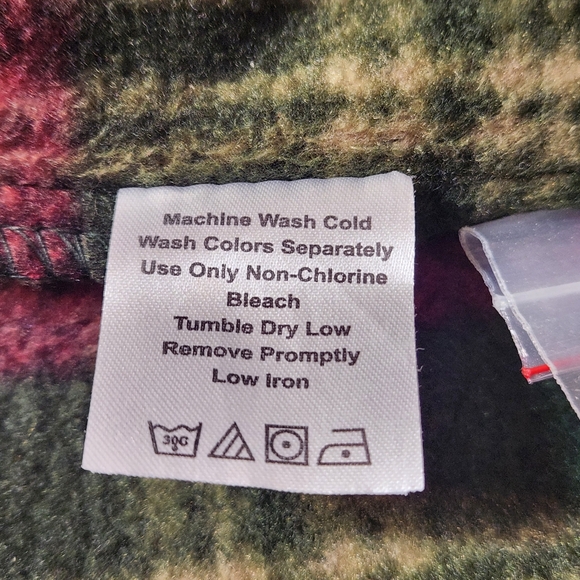 Machine Wash Cold
Wash Colors Separately
Use Only Non-Chlorine
Bleach
Tumble Dry Low
Remove Promptly
Low Iron
30C